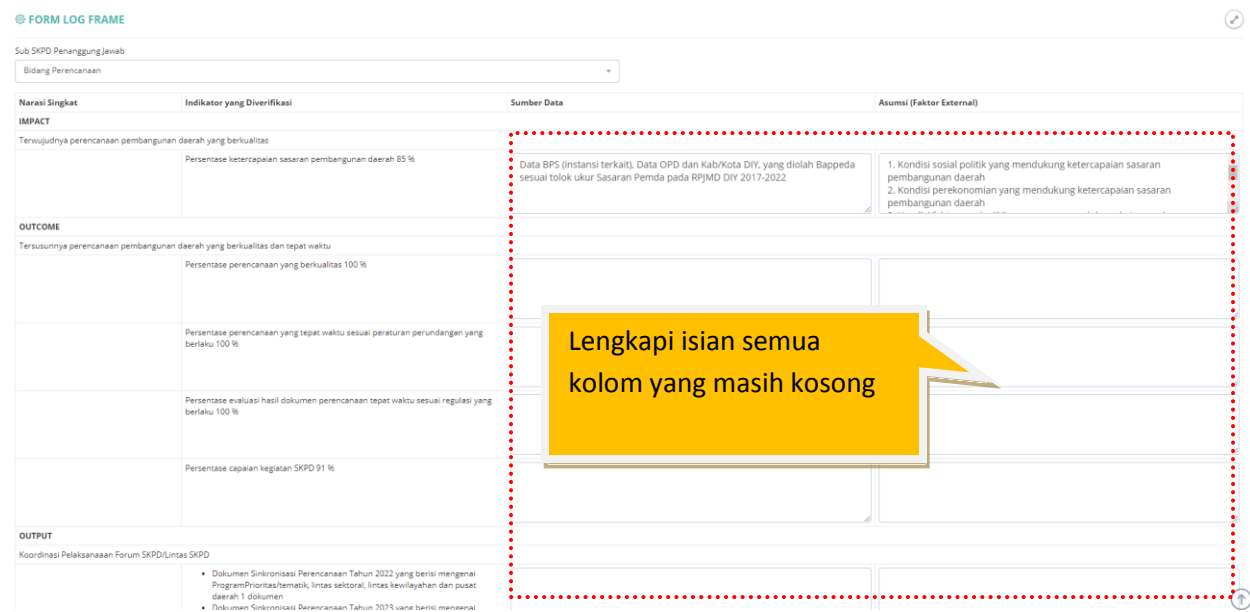 FORM LOG FRAME
Sub SKPD Penanggung Jawab
Bidang Perencanaan
Narasi Singkat
Indikator yang Diverifikasi
Sumber Data
Asumsi (Faktor External)
IMPACT
Terwujudnya perencanaan pembangunan daerah yang berkualitas
Persentase ketercapaian sasaran pembangunan daerah 85 %
Data BPS (instansi terkait), Data OPD dan Kab/Kota DIY, yang diolah Bappeda
sesuai tolok ukur Sasaran Pemda pada RPJMD DIY 2017-2022
1. Kondisi sosial politik yang mendukung ketercapaian sasaran
pembangunan daerah
2. Kondisi perekonomian yang mendukung ketercapaian sasaran
pembangunan daerah
OUTCOME
Tersusunnya perencanaan pembangunan daerah yang berkualitas dan tepat waktu
Persentase perencanaan yang berkualitas 100 %
Persentase perencanaan yang tepat waktu sesuai peraturan perundangan yang
berlaku 100 %
Lengkapi isian semua
kolom yang masih kosong
Persentase evaluasi hasil dokumen perencanaan tepat waktu sesuai regulasi yang
berlaku 100 %
Persentase capaian kegiatan SKPD 91 %
OUTPUT
Koordinasi Pelaksanaaan Forum SKPD/Lintas SKPD
• Dokumen Sinkronisasi Perencanaan Tahun 2022 yang berisi mengenai
ProgramPrioritas/tematik, lintas sektoral, lintas kewilayahan dan pusat
daerah 1 dokumen
• Dokumen Sinkronisasi Perencanaan Tahun 2023 yang berisi mengenai